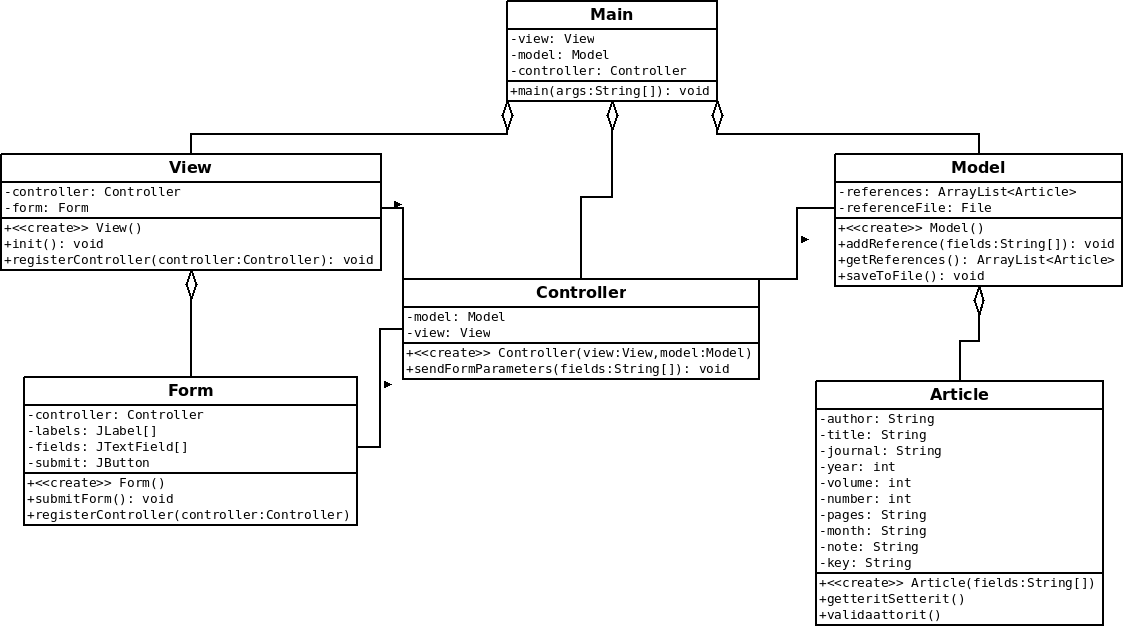 Main
-view: View
-model: Model
-controller: Controller
+main(args:String[]): void
View
-controller: Controller
-form: Form
+<<create>> View()
+init(): void
+registerController(controller:Controller): void
Model
-references: ArrayList<Article>
-referenceFile: File
+<<create>> Model()
+addReference(fields:String[]): void
+getReferences(): ArrayList<Article>
+saveToFile(): void
Controller
-model: Model
-view: View
+<<create>> Controller(view:View,model:Model)
+sendFormParameters(fields:String[]): void
Form
-controller: Controller
-labels: JLabel[]
-fields: JTextField[]
-submit: JButton
+<<create>> Form()
+submitForm(): void
+registerController(controller:Controller)
Article
-author: String
-title: String
-journal: String
-year: int
-volume: int
-number: int
-pages: String
-month: String
-note: String
-key: String
+<<create>> Article(fields:String[])
+getteritSetterit()
+validaattorit()